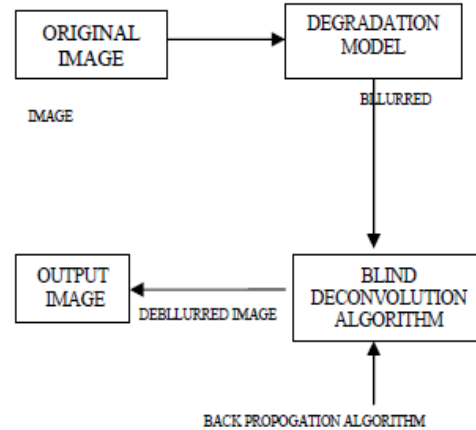 ORIGINAL
IMAGE
DEGRADATION
MODEL
BLLURRED
IMAGE
OUTPUT
IMAGE
BLIND
DECONVOLUTION
ALGORITHM
DEBLLURRED IMAGE
BACK PROPOGATION ALGORITHM